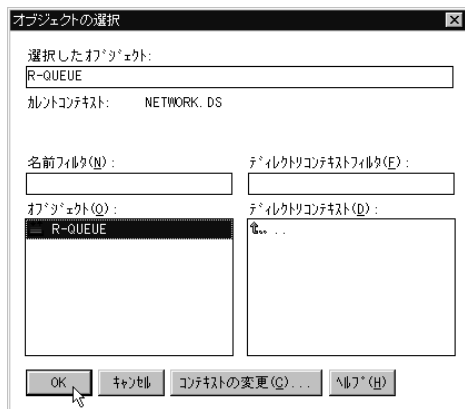 オブジェクトの選択
選択したｵﾌﾞｼﾞｪｸﾄ:
R-QUEUE
ｶﾚﾝﾄｺﾝﾃｷｽﾄ: NETWORK.DS
名前ﾌｨﾙﾀ(N): ﾃﾞｨﾚｸﾄﾘｺﾝﾃｷｽﾄﾌｨﾙﾀ(F):
ｵﾌﾞｼﾞｪｸﾄ(O): ﾃﾞｨﾚｸﾄﾘｺﾝﾃｷｽﾄ(D):
R-QUEUE ..
OK ｷｬﾝｾﾙ ｺﾝﾃｷｽﾄの変更(C)... ﾍﾙﾌﾟ(H)